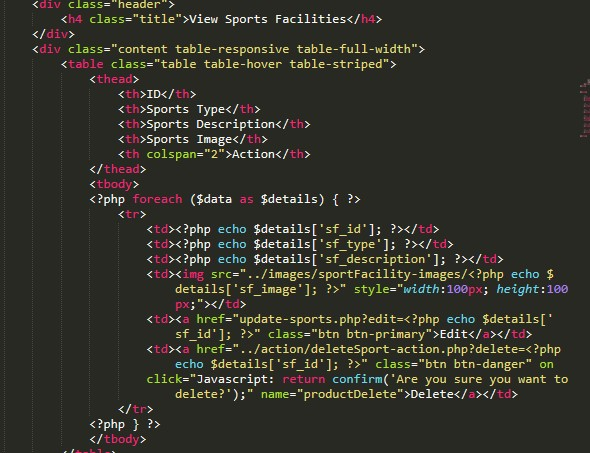 <div class="header">
<h4 class="title">View Sports Facilities</h4>
</div>
<div class="content table-responsive table-full-width">
<table class="table table-hover table-striped">
<thead>
<th>ID</th>
<th>Sports Type</th>
<th>Sports Description</th>
<th>Sports Image</th>
<th colspan="2">Action</th>
</thead>
<tbody>
<?php foreach ($data as $details) { ?>
<tr>
<td><?php echo $details['sf_id']; ?></td>
<td><?php echo $details['sf_type']; ?></td>
<td><?php echo $details['sf_description']; ?></td>
<td><img src="../images/sportFacility-images/<?php echo $
details['sf_image']; ?>" style="width:100px; height:100
px;"></td>
<td><a href="update-sports.php?edit=<?php echo $details['
sf_id']; ?>" class="btn btn-primary">Edit</a></td>
<td><a href="../action/deleteSport-action.php?delete=<?php
echo $details['sf_id']; ?>" class="btn btn-danger" on
click="Javascript: return confirm('Are you sure you want to
delete?');" name="productDelete">Delete</a></td>
</tr>
<?php } ?>
</tbody>
</table>